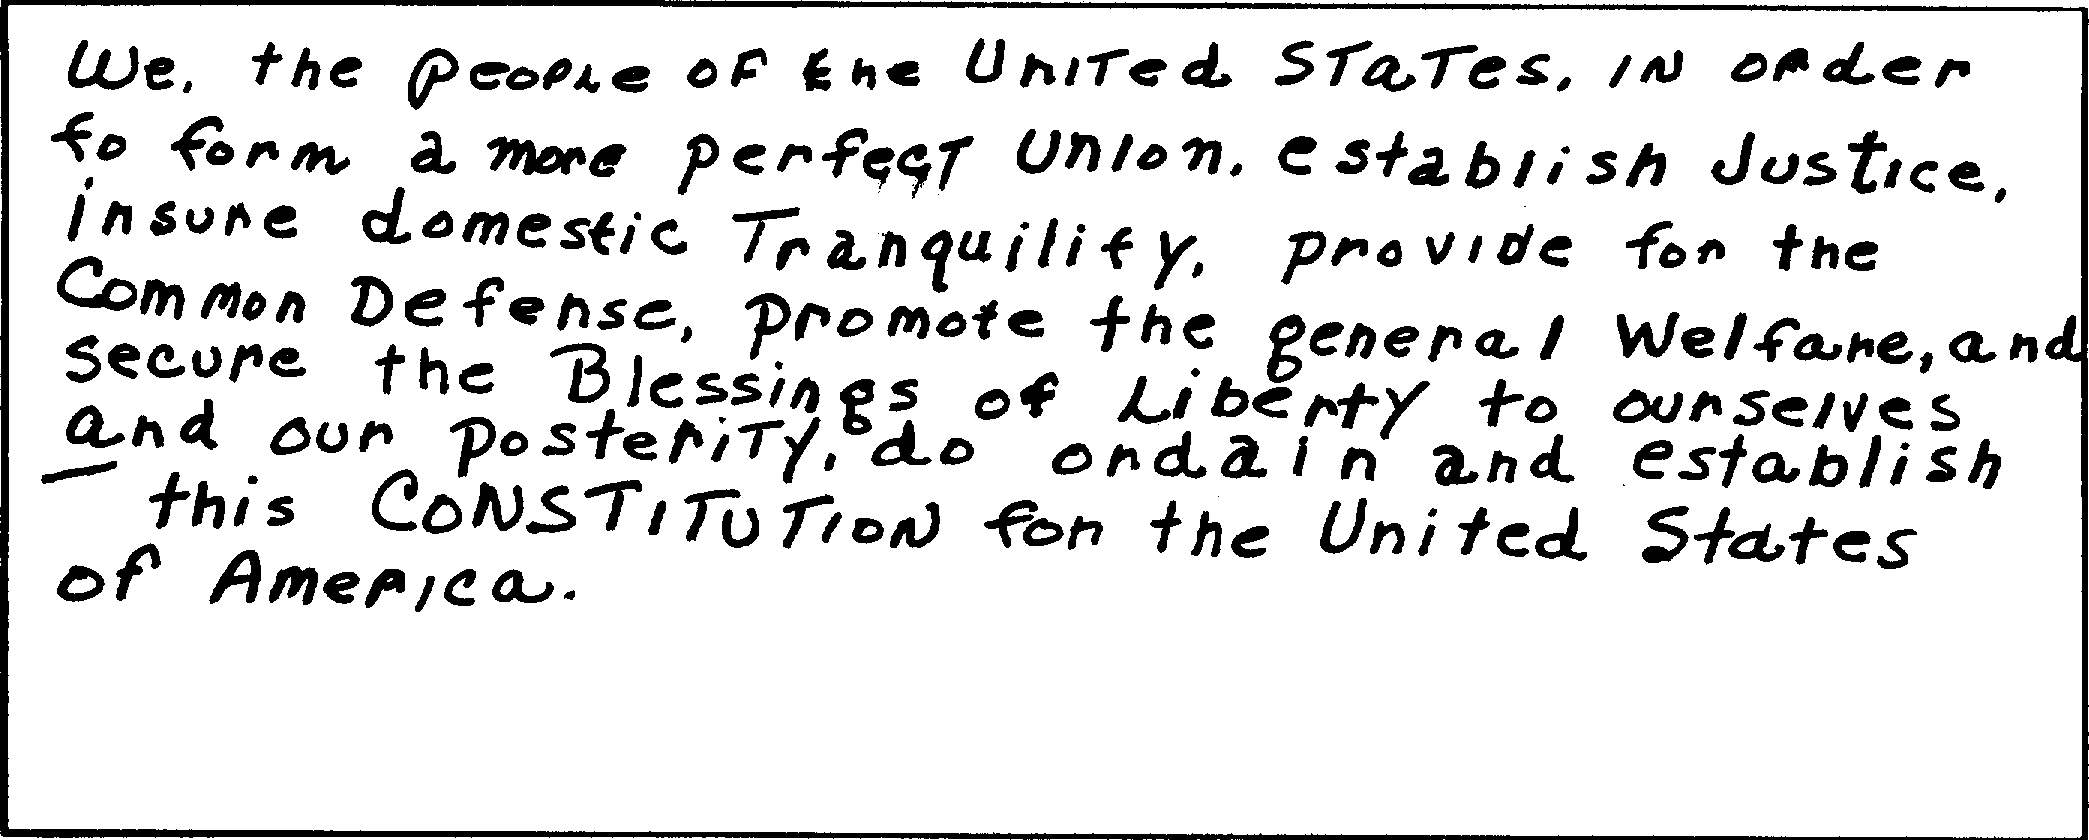 We, the people of the United States, in order
to form a more perfect Union, establish Justice,
insure domestic Tranquility, provide for the
Common Defense, promote the general Welfare, and
secure the Blessings of Liberty to ourselves
and our posterity, do ordain and establish
this CONSTITUTION for the United States
of America.